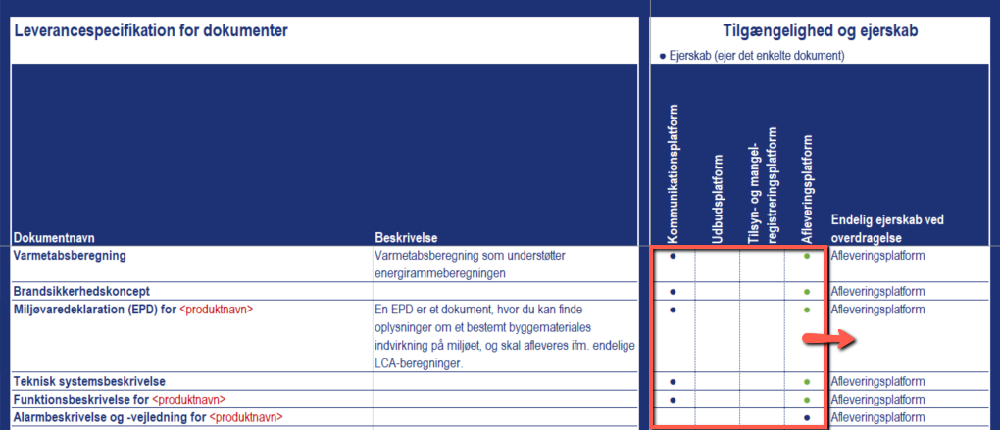 Leverancespecifikation for dokumenter
Tilgængelighed og ejerskab
● Ejerskab (ejer det enkelte dokument)
Dokumentnavn
Beskrivelse
Kommunikationsplatform
Udbudsplatform
Tilsyn- og mangel-
registreringsplatform
Afleveringsplatform
Endelig ejerskab ved
overdragelse
Varmetabsberegning
Varmetabsberegning som understøtter
energirammeberegningen
● ● Afleveringsplatform
Brandsikkerhedskoncept
● ● Afleveringsplatform
Miljøvaredeklaration (EPD) for <produktnavn>
En EPD er et dokument, hvor du kan finde
oplysninger om et bestemt byggemateriales
indvirkning på miljøet, og skal afleveres ifm. endelige
LCA-beregninger.
● ● Afleveringsplatform
Teknisk systemsbeskrivelse
● ● Afleveringsplatform
Funktionsbeskrivelse for <produktnavn>
● ● Afleveringsplatform
Alarmbeskrivelse og -vejledning for <produktnavn>
● Afleveringsplatform